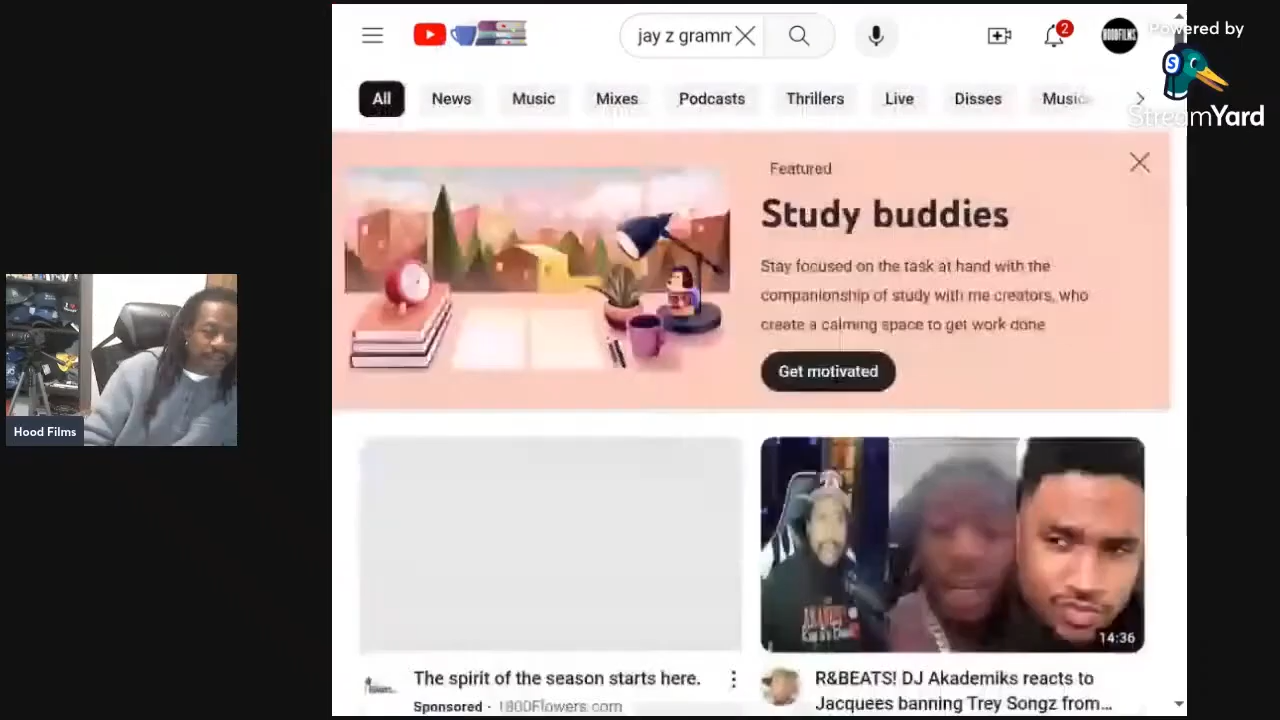 jay z gramm
2
HOODFILMS
Powered by
S
StreamYard
All
News
Music
Mixes
Podcasts
Thrillers
Live
Disses
Music
Featured
Study buddies
Stay focused on the task at hand with the
companionship of study with me creators, who
create a calming space to get work done
Get motivated
Hood Films
14:36
The spirit of the season starts here.
Sponsored · 1800Flowers.com
R&BEATS! DJ Akademiks reacts to
Jacquees banning Trey Songz from...